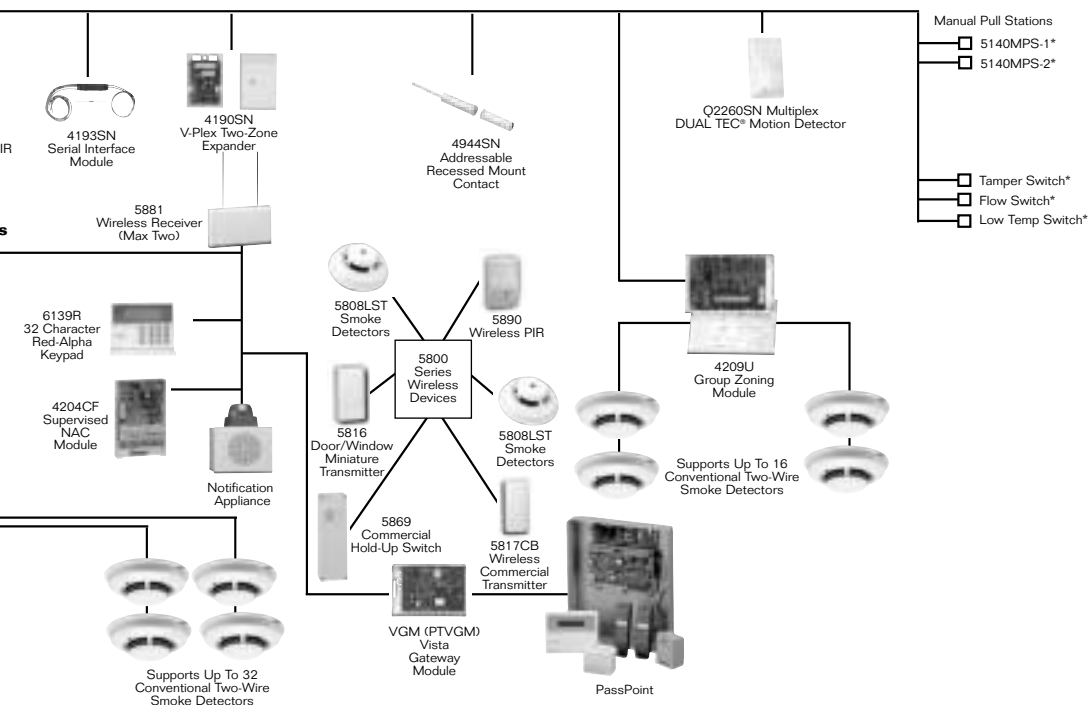 Manual Pull Stations
5140MPS-1*
5140MPS-2*
4193SN
Serial Interface
Module
4190SN
V-Plex Two-Zone
Expander
4944SN
Addressable
Recessed Mount
Contact
Q2260SN Multiplex
DUAL TEC® Motion Detector
IR
Tamper Switch*
Flow Switch*
Low Temp Switch*
5881
Wireless Receiver
(Max Two)
s
6139R
32 Character
Red-Alpha
Keypad
4204CF
Supervised
NAC
Module
Notification
Appliance
5808LST
Smoke
Detectors
5890
Wireless PIR
5800
Series
Wireless
Devices
5816
Door/Window
Miniature
Transmitter
5808LST
Smoke
Detectors
5869
Commercial
Hold-Up Switch
5817CB
Wireless
Commercial
Transmitter
4209U
Group Zoning
Module
Supports Up To 16
Conventional Two-Wire
Smoke Detectors
VGM (PTVGM)
Vista
Gateway
Module
PassPoint
Supports Up To 32
Conventional Two-Wire
Smoke Detectors